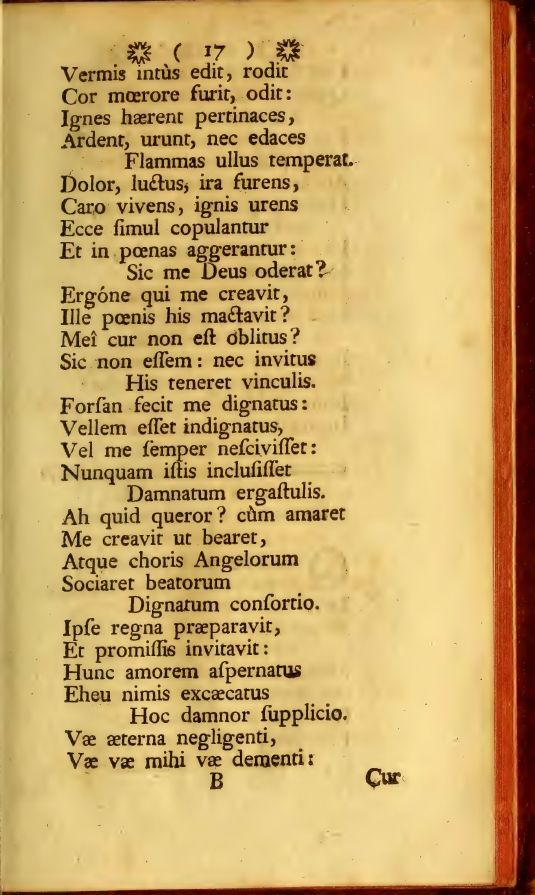 ( 17 )
Vermis intùs edit, rodit
Cor mœrore furit, odit:
Ignes hærent pertinaces,
Ardent, urunt, nec edaces
Flammas ullus temperat.
Dolor, luctus, ira furens,
Caro vivens, ignis urens
Ecce ſimul copulantur
Et in pœnas aggerantur:
Sic me Deus oderat?
Ergóne qui me creavit,
Ille pœnis his mactavit?
Meî cur non eſt oblitus?
Sic non eſſem: nec invitus
His teneret vinculis.
Forſan fecit me dignatus:
Vellem eſſet indignatus,
Vel me ſemper neſciviſſet:
Nunquam iſtis incluſiſſet
Damnatum ergaſtulis.
Ah quid queror? cùm amaret
Me creavit ut bearet,
Atque choris Angelorum
Sociaret beatorum
Dignatum conſortio.
Ipſe regna præparavit,
Et promiſſis invitavit:
Hunc amorem aſpernatus
Eheu nimis excæcatus
Hoc damnor ſupplicio.
Væ æterna negligenti,
Væ væ mihi væ dementi:
B Cur